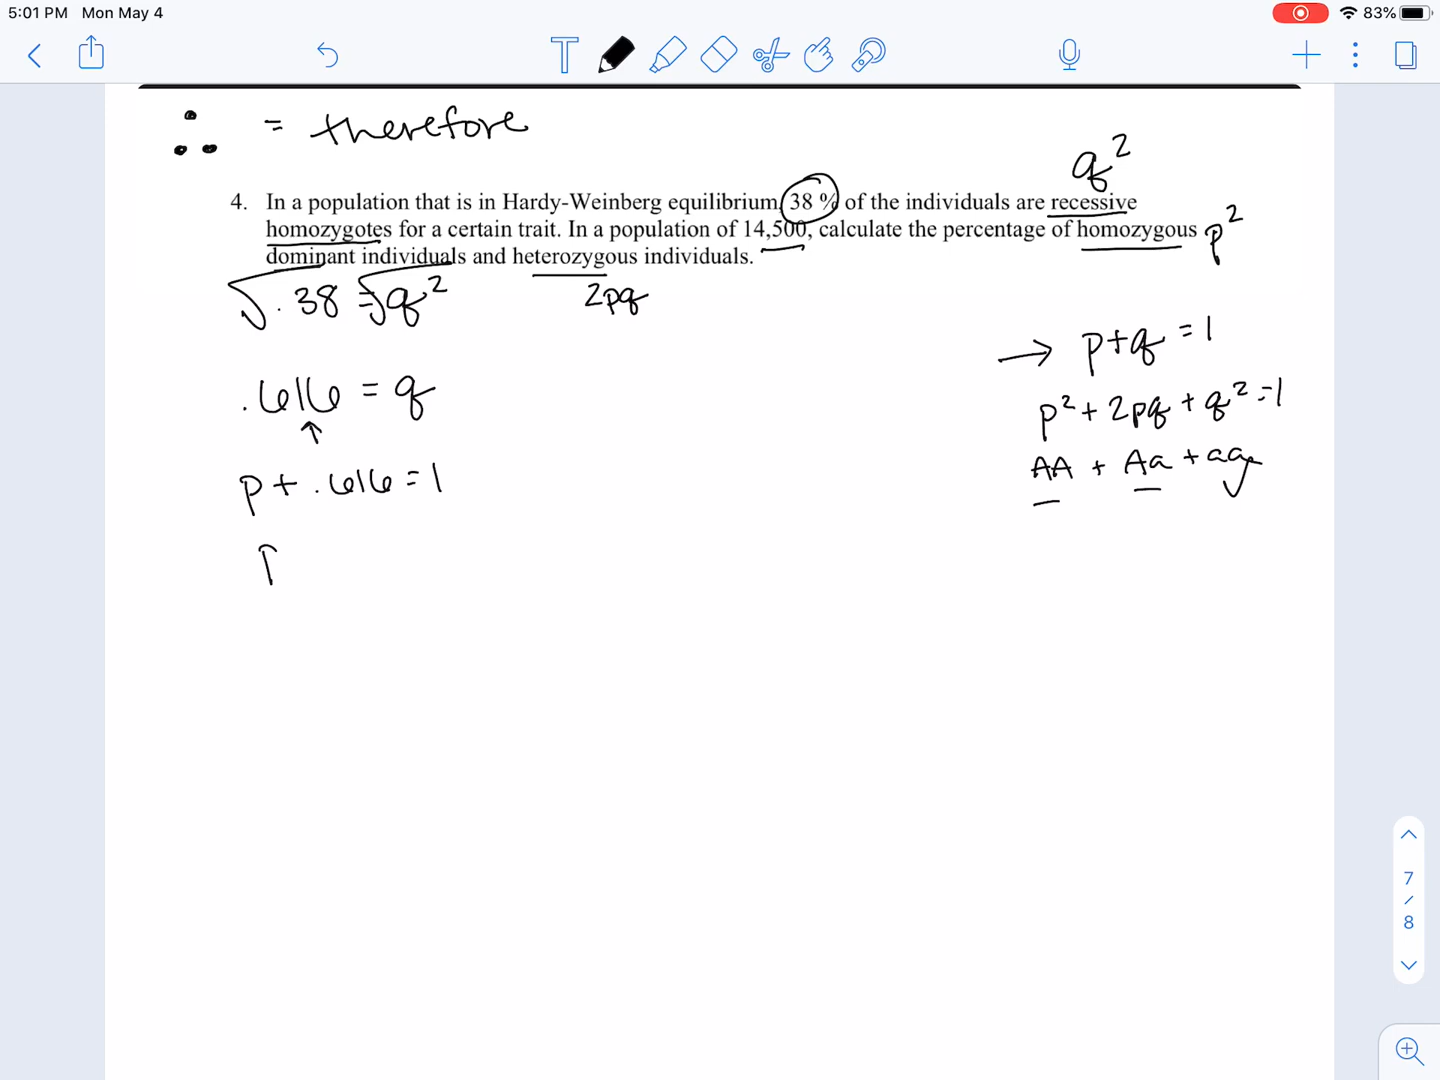 5:01 PM Mon May 4
83%
∴ = therefore
q²
4. In a population that is in Hardy-Weinberg equilibrium, 38 % of the individuals are recessive
homozygotes for a certain trait. In a population of 14,500, calculate the percentage of homozygous p²
dominant individuals and heterozygous individuals.
√.38 = √q²
2pq
→ p+q = 1
.616 = q
p² + 2pq + q² = 1
↑
AA + Aa + aa
p + .616 = 1
7
/
8